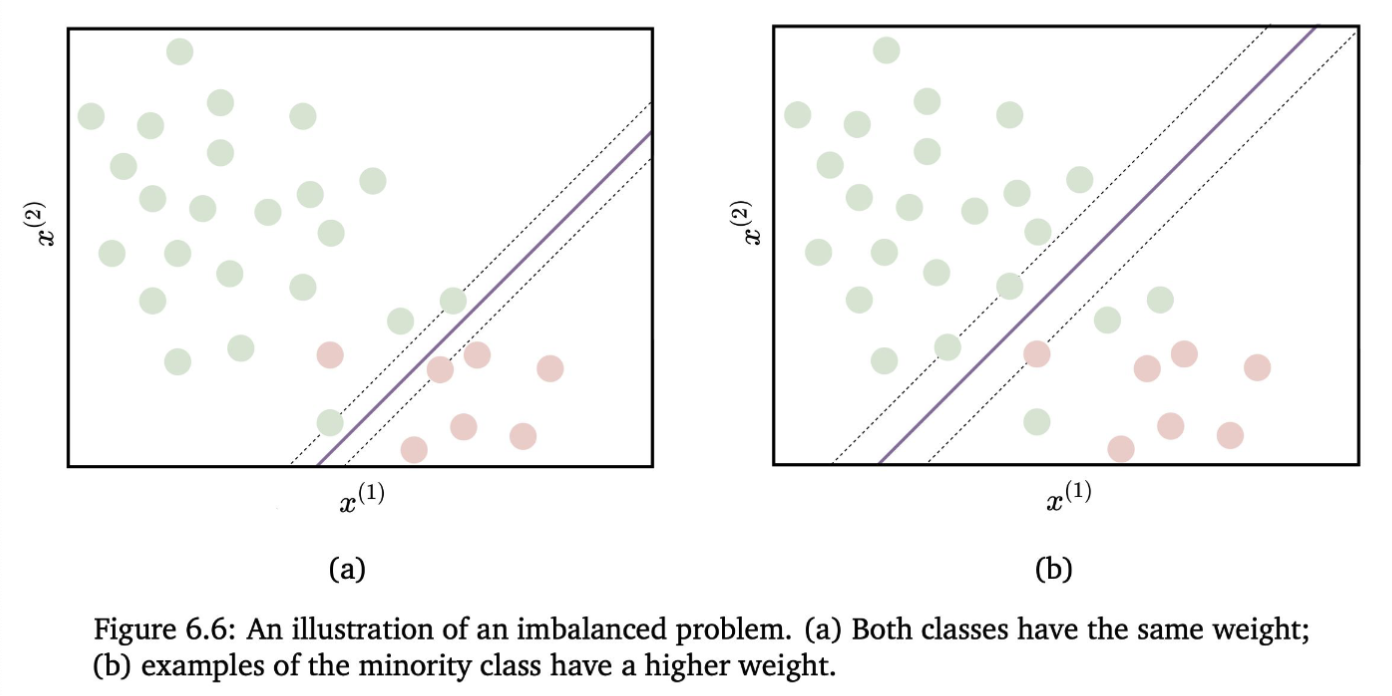 x^(2)
x^(1)
(a)
x^(2)
x^(1)
(b)
Figure 6.6: An illustration of an imbalanced problem. (a) Both classes have the same weight;
(b) examples of the minority class have a higher weight.